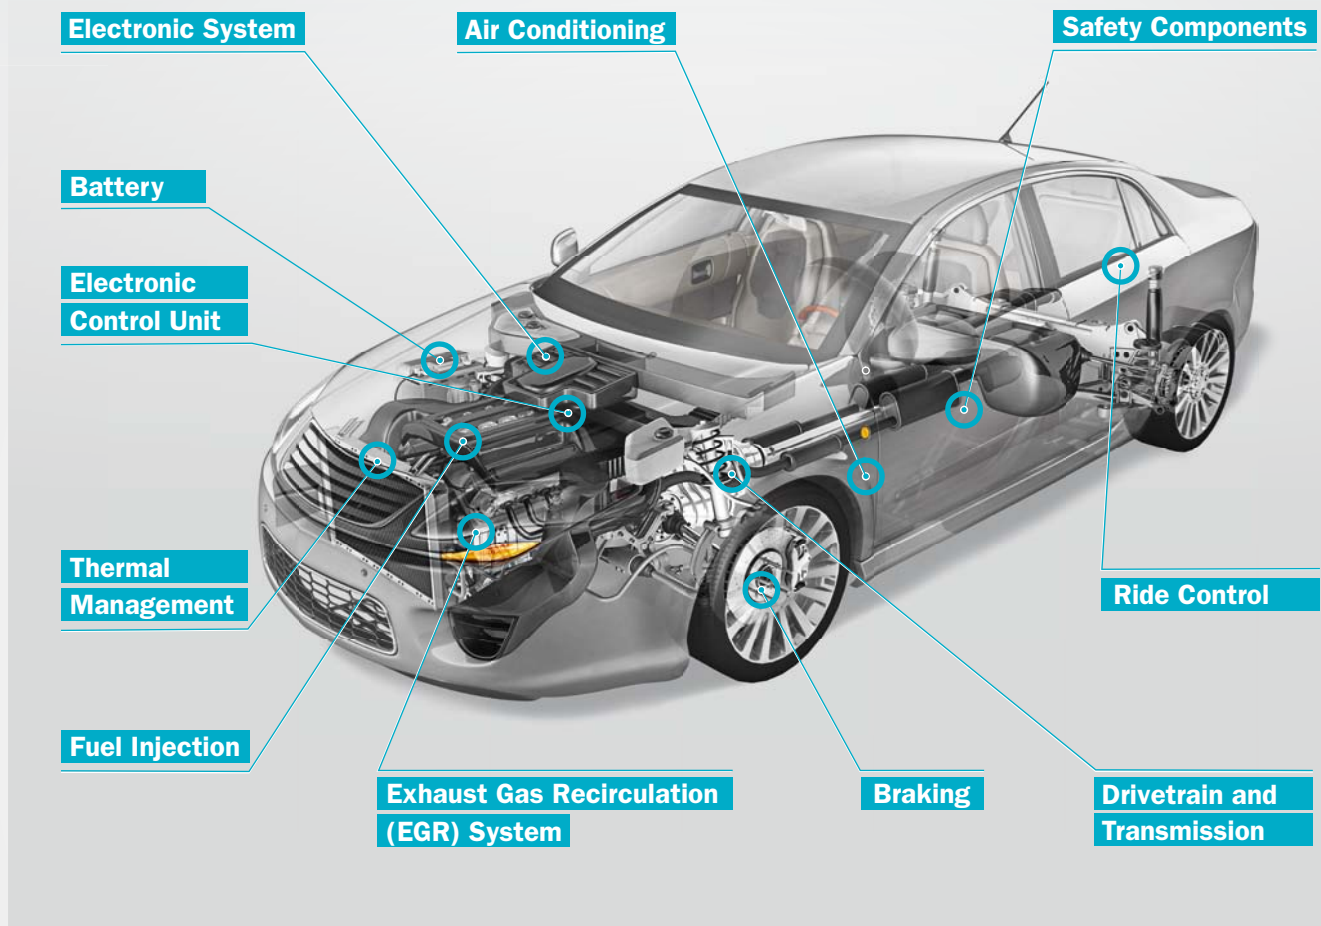 Electronic System
Air Conditioning
Safety Components
Battery
Electronic
Control Unit
Thermal
Management
Ride Control
Fuel Injection
Exhaust Gas Recirculation
(EGR) System
Braking
Drivetrain and
Transmission